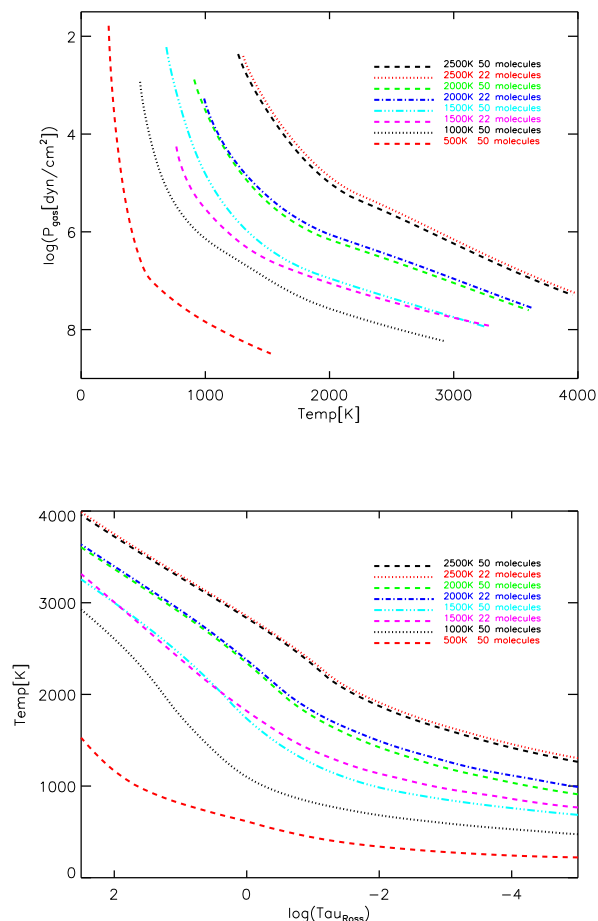 2
4
6
8
log(P_gas[dyn/cm²])
2500K 50 molecules
2500K 22 molecules
2000K 50 molecules
2000K 22 molecules
1500K 50 molecules
1500K 22 molecules
1000K 50 molecules
500K 50 molecules
0 1000 2000 3000 4000
Temp[K]
4000
3000
2000
1000
0
Temp[K]
2500K 50 molecules
2500K 22 molecules
2000K 50 molecules
2000K 22 molecules
1500K 50 molecules
1500K 22 molecules
1000K 50 molecules
500K 50 molecules
2 0 -2 -4
log(Tau_Ross)